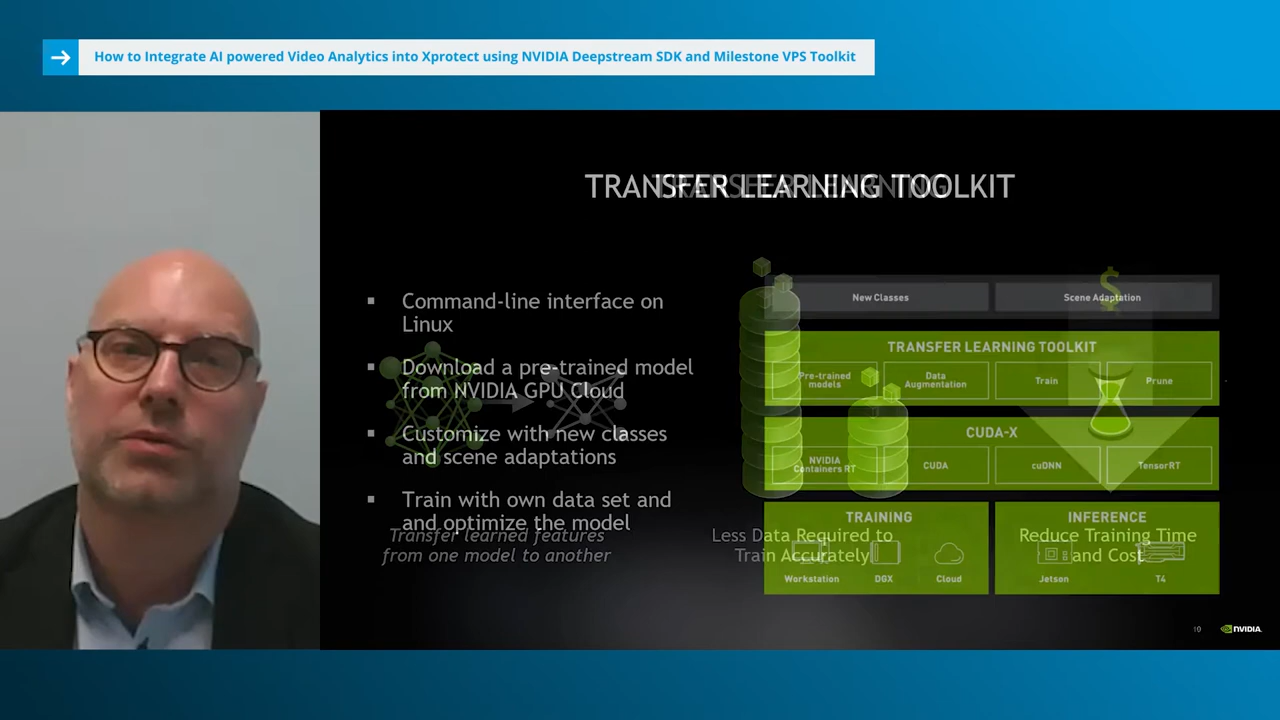 How to Integrate AI powered Video Analytics into Xprotect using NVIDIA Deepstream SDK and Milestone VPS Toolkit
TRANSFER LEARNING TOOLKIT
TRANSFER LEARNING
Command-line interface on
Linux
Download a pre-trained model
from NVIDIA GPU Cloud
Customize with new classes
and scene adaptations
Train with own data set and
and optimize the model
Transfer learned features
from one model to another
Less Data Required to
Train Accurately
$
Reduce Training Time
and Cost
New Classes
Scene Adaptation
TRANSFER LEARNING TOOLKIT
Pre-trained
models
Data
Augmentation
Train
Prune
CUDA-X
NVIDIA
Containers RT
CUDA
cuDNN
TensorRT
TRAINING
Workstation
DGX
Cloud
INFERENCE
Jetson
T4
NVIDIA.